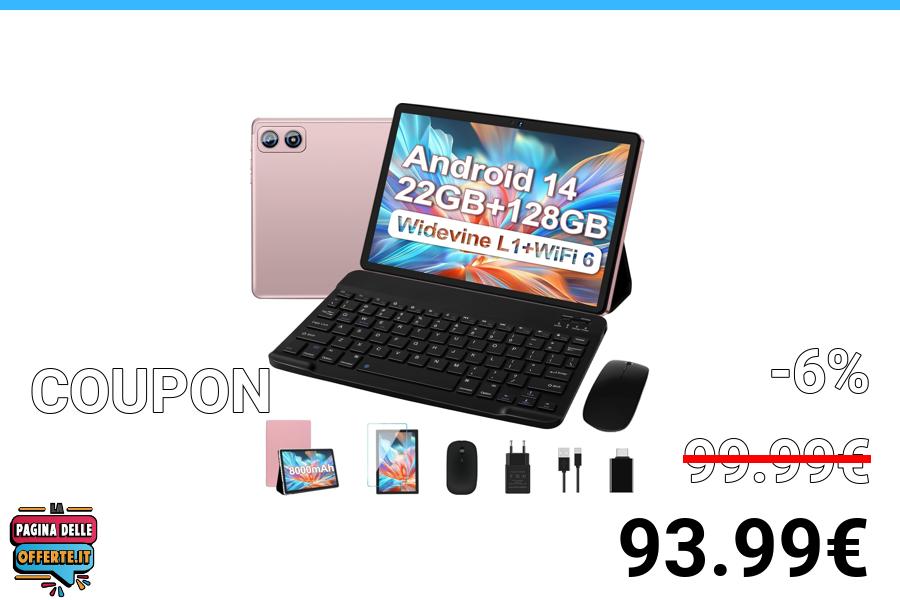 Android 14
22GB+128GB
Widevine L1+WiFi 6
COUPON
-6%
99.99€
8000mAh
93.99€
LA
PAGINA DELLE
OFFERTE.IT